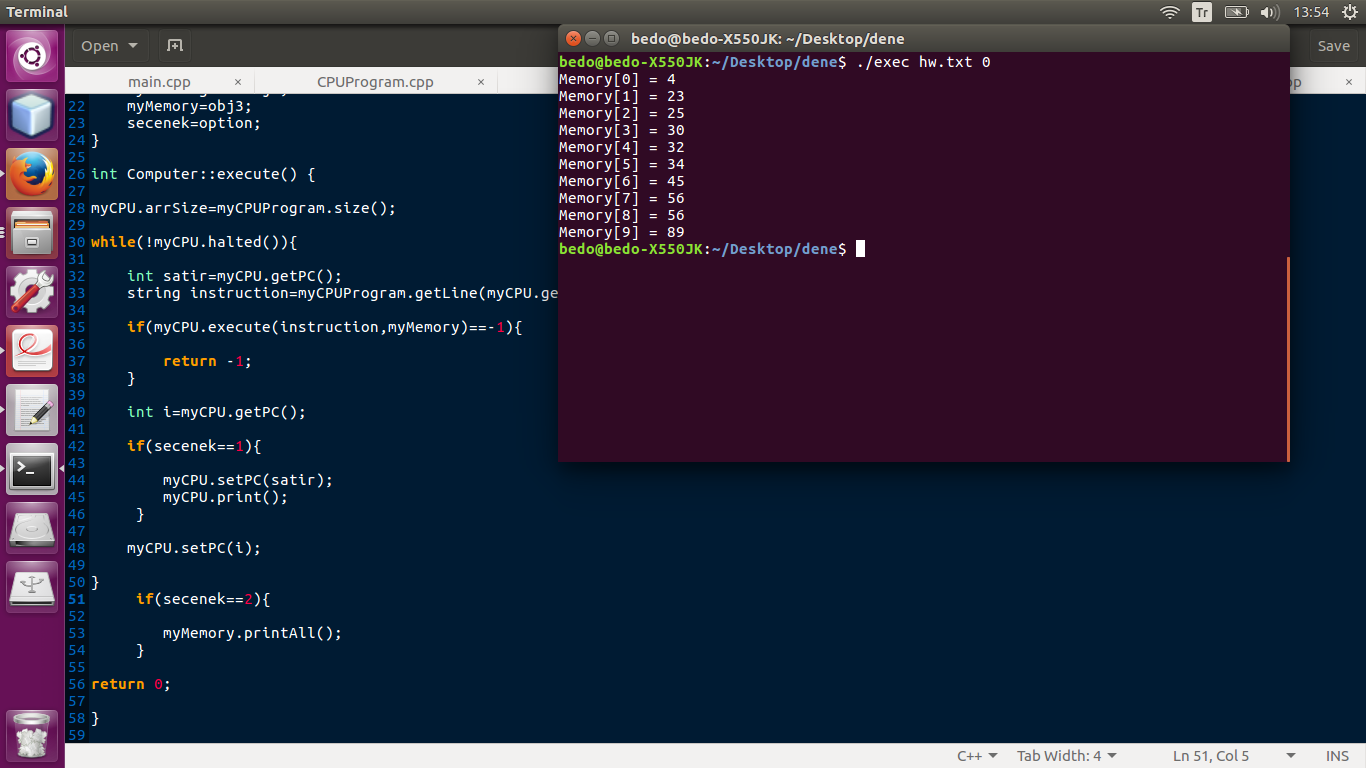 Terminal
Tr
13:54
Open
Save
main.cpp ×
CPUProgram.cpp ×
pp ×
22 myMemory=obj3;
23 secenek=option;
24 }
25
26 int Computer::execute() {
27
28 myCPU.arrSize=myCPUProgram.size();
29
30 while(!myCPU.halted()){
31
32 int satir=myCPU.getPC();
33 string instruction=myCPUProgram.getLine(myCPU.ge
34
35 if(myCPU.execute(instruction,myMemory)==-1){
36
37 return -1;
38 }
39
40 int i=myCPU.getPC();
41
42 if(secenek==1){
43
44 myCPU.setPC(satir);
45 myCPU.print();
46 }
47
48 myCPU.setPC(i);
49
50 }
51 if(secenek==2){
52
53 myMemory.printAll();
54 }
55
56 return 0;
57
58 }
59
bedo@bedo-X550JK: ~/Desktop/dene
bedo@bedo-X550JK:~/Desktop/dene$ ./exec hw.txt 0
Memory[0] = 4
Memory[1] = 23
Memory[2] = 25
Memory[3] = 30
Memory[4] = 32
Memory[5] = 34
Memory[6] = 45
Memory[7] = 56
Memory[8] = 56
Memory[9] = 89
bedo@bedo-X550JK:~/Desktop/dene$
C++
Tab Width: 4
Ln 51, Col 5
INS